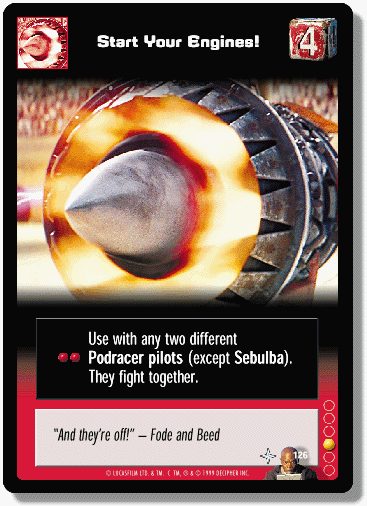 Start Your Engines!
4
Use with any two different
Podracer pilots (except Sebulba).
They fight together.
"And they're off!" – Fode and Beed
126
© LUCASFILM LTD. & TM. C TM, ® & © 1999 DECIPHER INC.